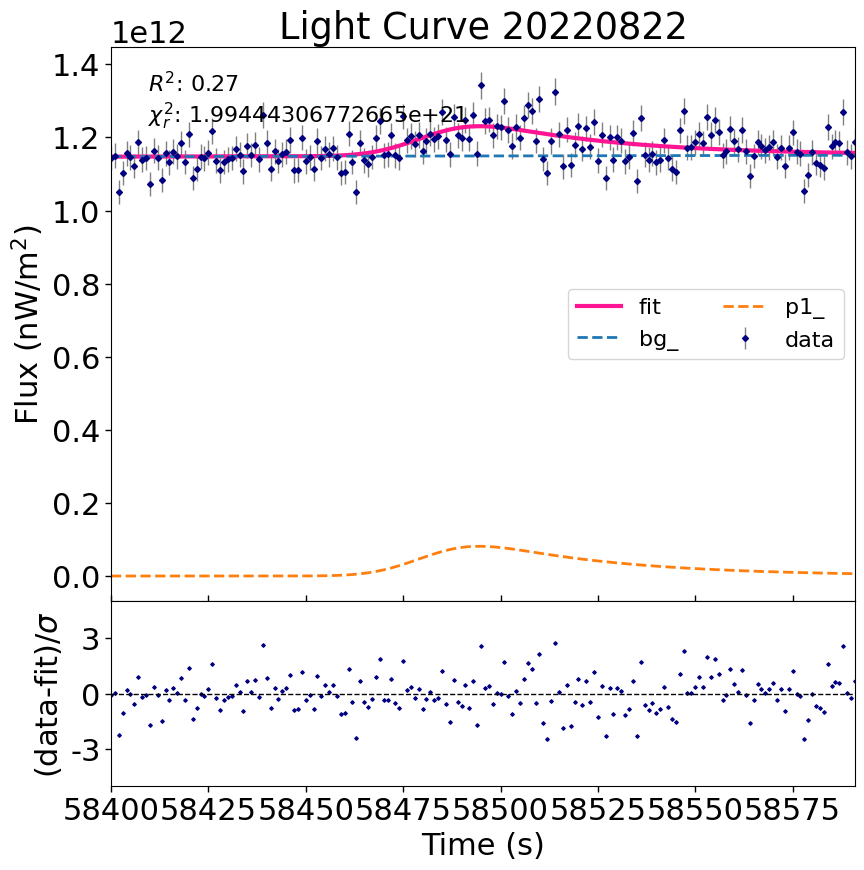 Light Curve 20220822
1e12
R²: 0.27
χ²ᵣ: 1.99444306772665e+21
1.4
1.2
1.0
0.8
0.6
0.4
0.2
0.0
Flux (nW/m²)
fit
bg_
p1_
data
3
0
-3
(data-fit)/σ
58400 58425 58450 58475 58500 58525 58550 58575
Time (s)